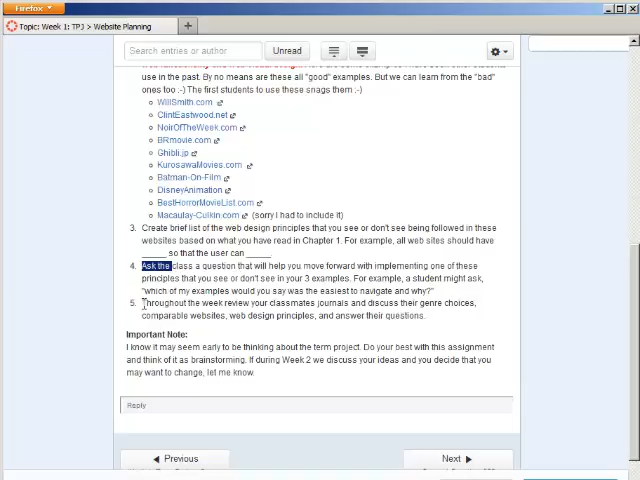 Firefox
Topic: Week 1: TPJ > Website Planning
Search entries or author
Unread
use in the past. By no means are these all "good" examples. But we can learn from the "bad"
ones too :-) The first students to use these snags them ;-)
WillSmith.com
ClintEastwood.net
NoirOfTheWeek.com
BRmovie.com
Ghibli.jp
KurosawaMovies.com
Batman-On-Film
DisneyAnimation
BestHorrorMovieList.com
Macaulay-Culkin.com (sorry I had to include it)
3. Create brief list of the web design principles that you see or don't see being followed in these
websites based on what you have read in Chapter 1. For example, all web sites should have
_____ so that the user can _____.
4. Ask the class a question that will help you move forward with implementing one of these
principles that you see or don't see in your 3 examples. For example, a student might ask,
"which of my examples would you say was the easiest to navigate and why?"
5. Throughout the week review your classmates journals and discuss their genre choices,
comparable websites, web design principles, and answer their questions.
Important Note:
I know it may seem early to be thinking about the term project. Do your best with this assignment
and think of it as brainstorming. If during Week 2 we discuss your ideas and you decide that you
may want to change, let me know.
Reply
Previous
Next